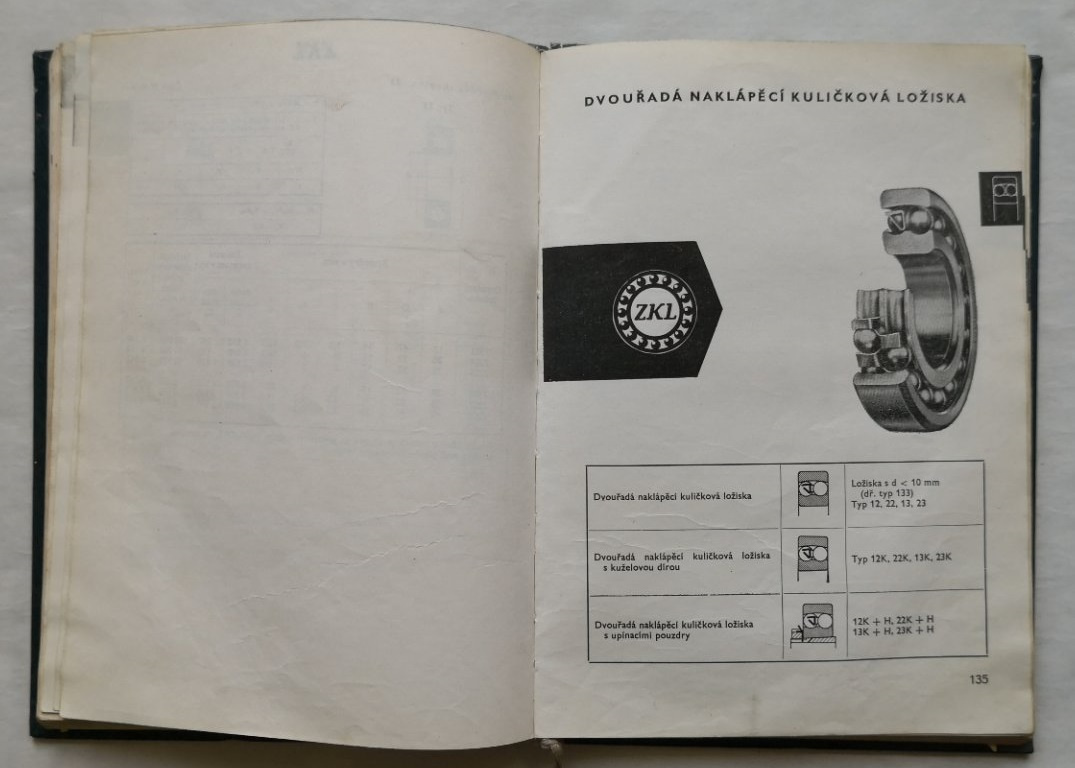 DVOUŘADÁ NAKLÁPĚCÍ KULIČKOVÁ LOŽISKA
ZKL
Dvouřadá naklápěcí kuličková ložiska
Ložiska s d < 10 mm
(dř. typ 133)
Typ 12, 22, 13, 23
Dvouřadá naklápěcí kuličková ložiska
s kuželovou dírou
Typ 12K, 22K, 13K, 23K
Dvouřadá naklápěcí kuličková ložiska
s upínacími pouzdry
12K + H, 22K + H
13K + H, 23K + H
135